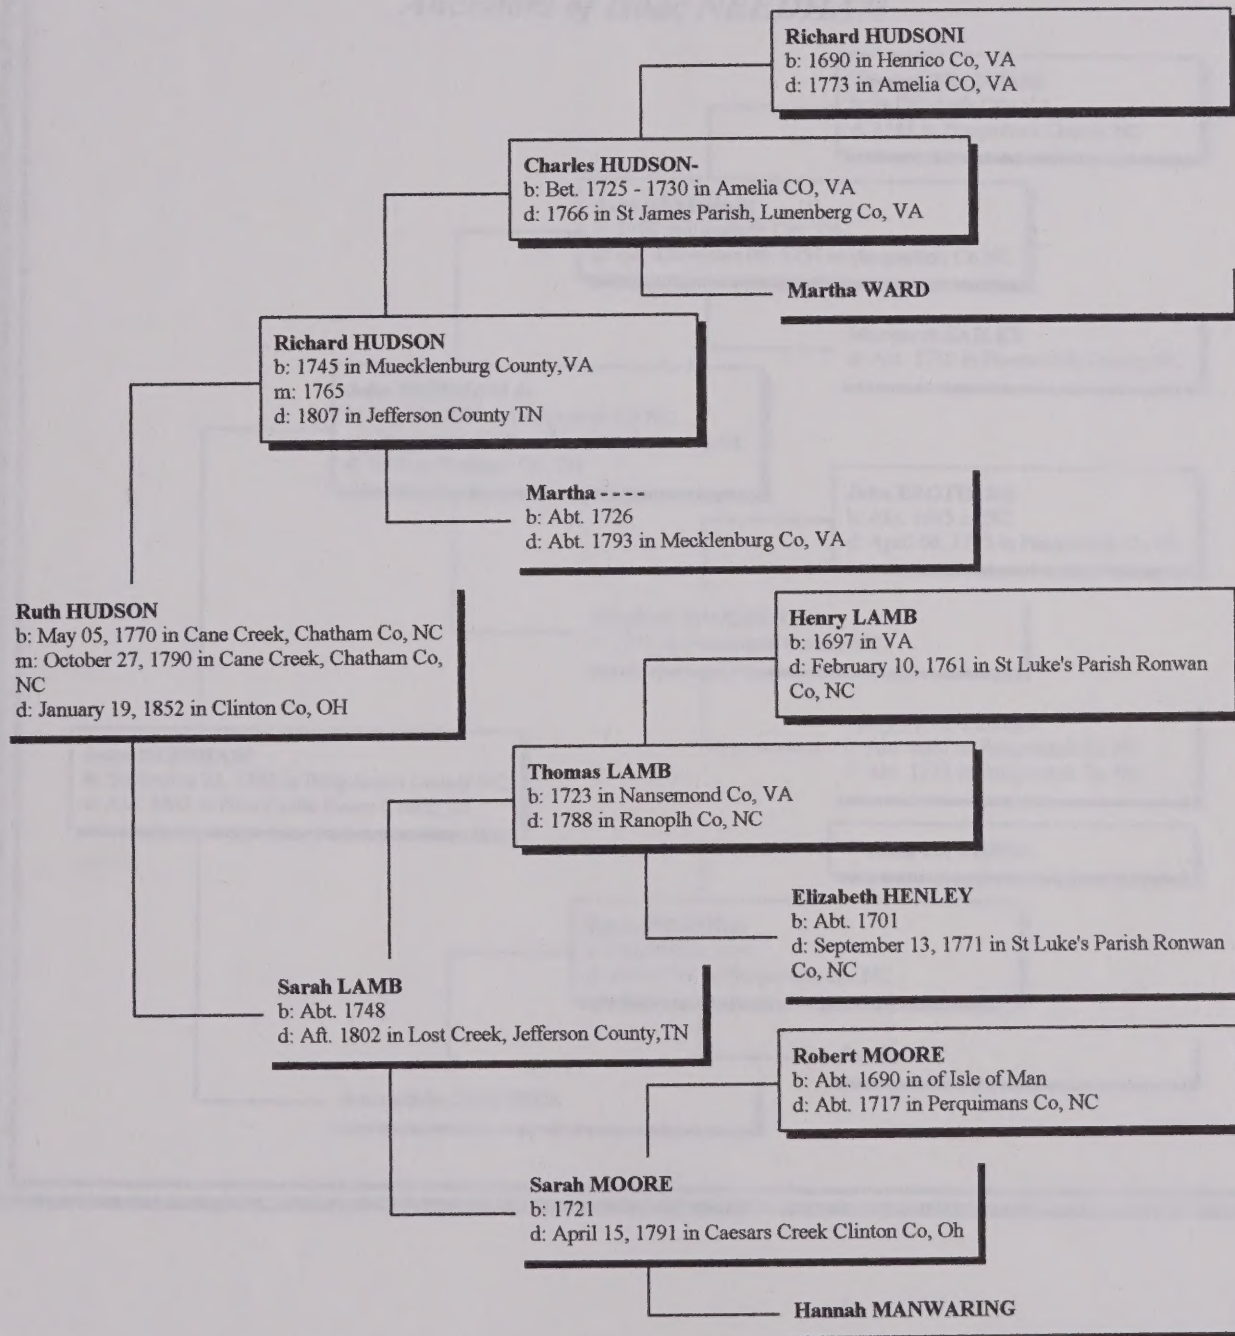 Richard HUDSONI
b: 1690 in Henrico Co, VA
d: 1773 in Amelia CO, VA
Charles HUDSON-
b: Bet. 1725 - 1730 in Amelia CO, VA
d: 1766 in St James Parish, Lunenberg Co, VA
Martha WARD
Richard HUDSON
b: 1745 in Muecklenburg County,VA
m: 1765
d: 1807 in Jefferson County TN
Martha - - - -
b: Abt. 1726
d: Abt. 1793 in Mecklenburg Co, VA
Ruth HUDSON
b: May 05, 1770 in Cane Creek, Chatham Co, NC
m: October 27, 1790 in Cane Creek, Chatham Co,
NC
d: January 19, 1852 in Clinton Co, OH
Henry LAMB
b: 1697 in VA
d: February 10, 1761 in St Luke's Parish Ronwan
Co, NC
Thomas LAMB
b: 1723 in Nansemond Co, VA
d: 1788 in Ranoplh Co, NC
Elizabeth HENLEY
b: Abt. 1701
d: September 13, 1771 in St Luke's Parish Ronwan
Co, NC
Sarah LAMB
b: Abt. 1748
d: Aft. 1802 in Lost Creek, Jefferson County,TN
Robert MOORE
b: Abt. 1690 in of Isle of Man
d: Abt. 1717 in Perquimans Co, NC
Sarah MOORE
b: 1721
d: April 15, 1791 in Caesars Creek Clinton Co, Oh
Hannah MANWARING